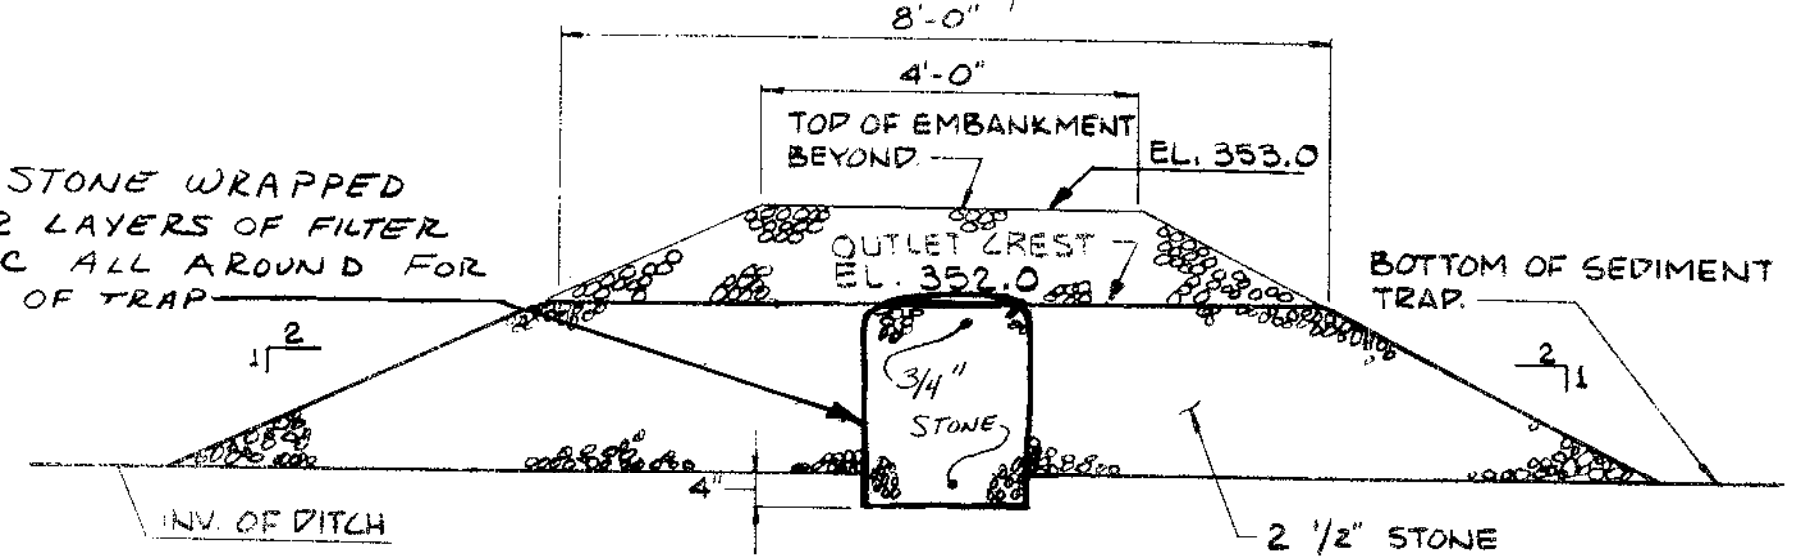 8'-0"
4'-0"
TOP OF EMBANKMENT
BEYOND.
EL. 353.0
STONE WRAPPED
LAYERS OF FILTER
ALL AROUND FOR
OF TRAP
OUTLET CREST
EL. 352.0
BOTTOM OF SEDIMENT
TRAP.
2
1
2
1
3/4"
STONE
4"
INV. OF DITCH
2 1/2" STONE